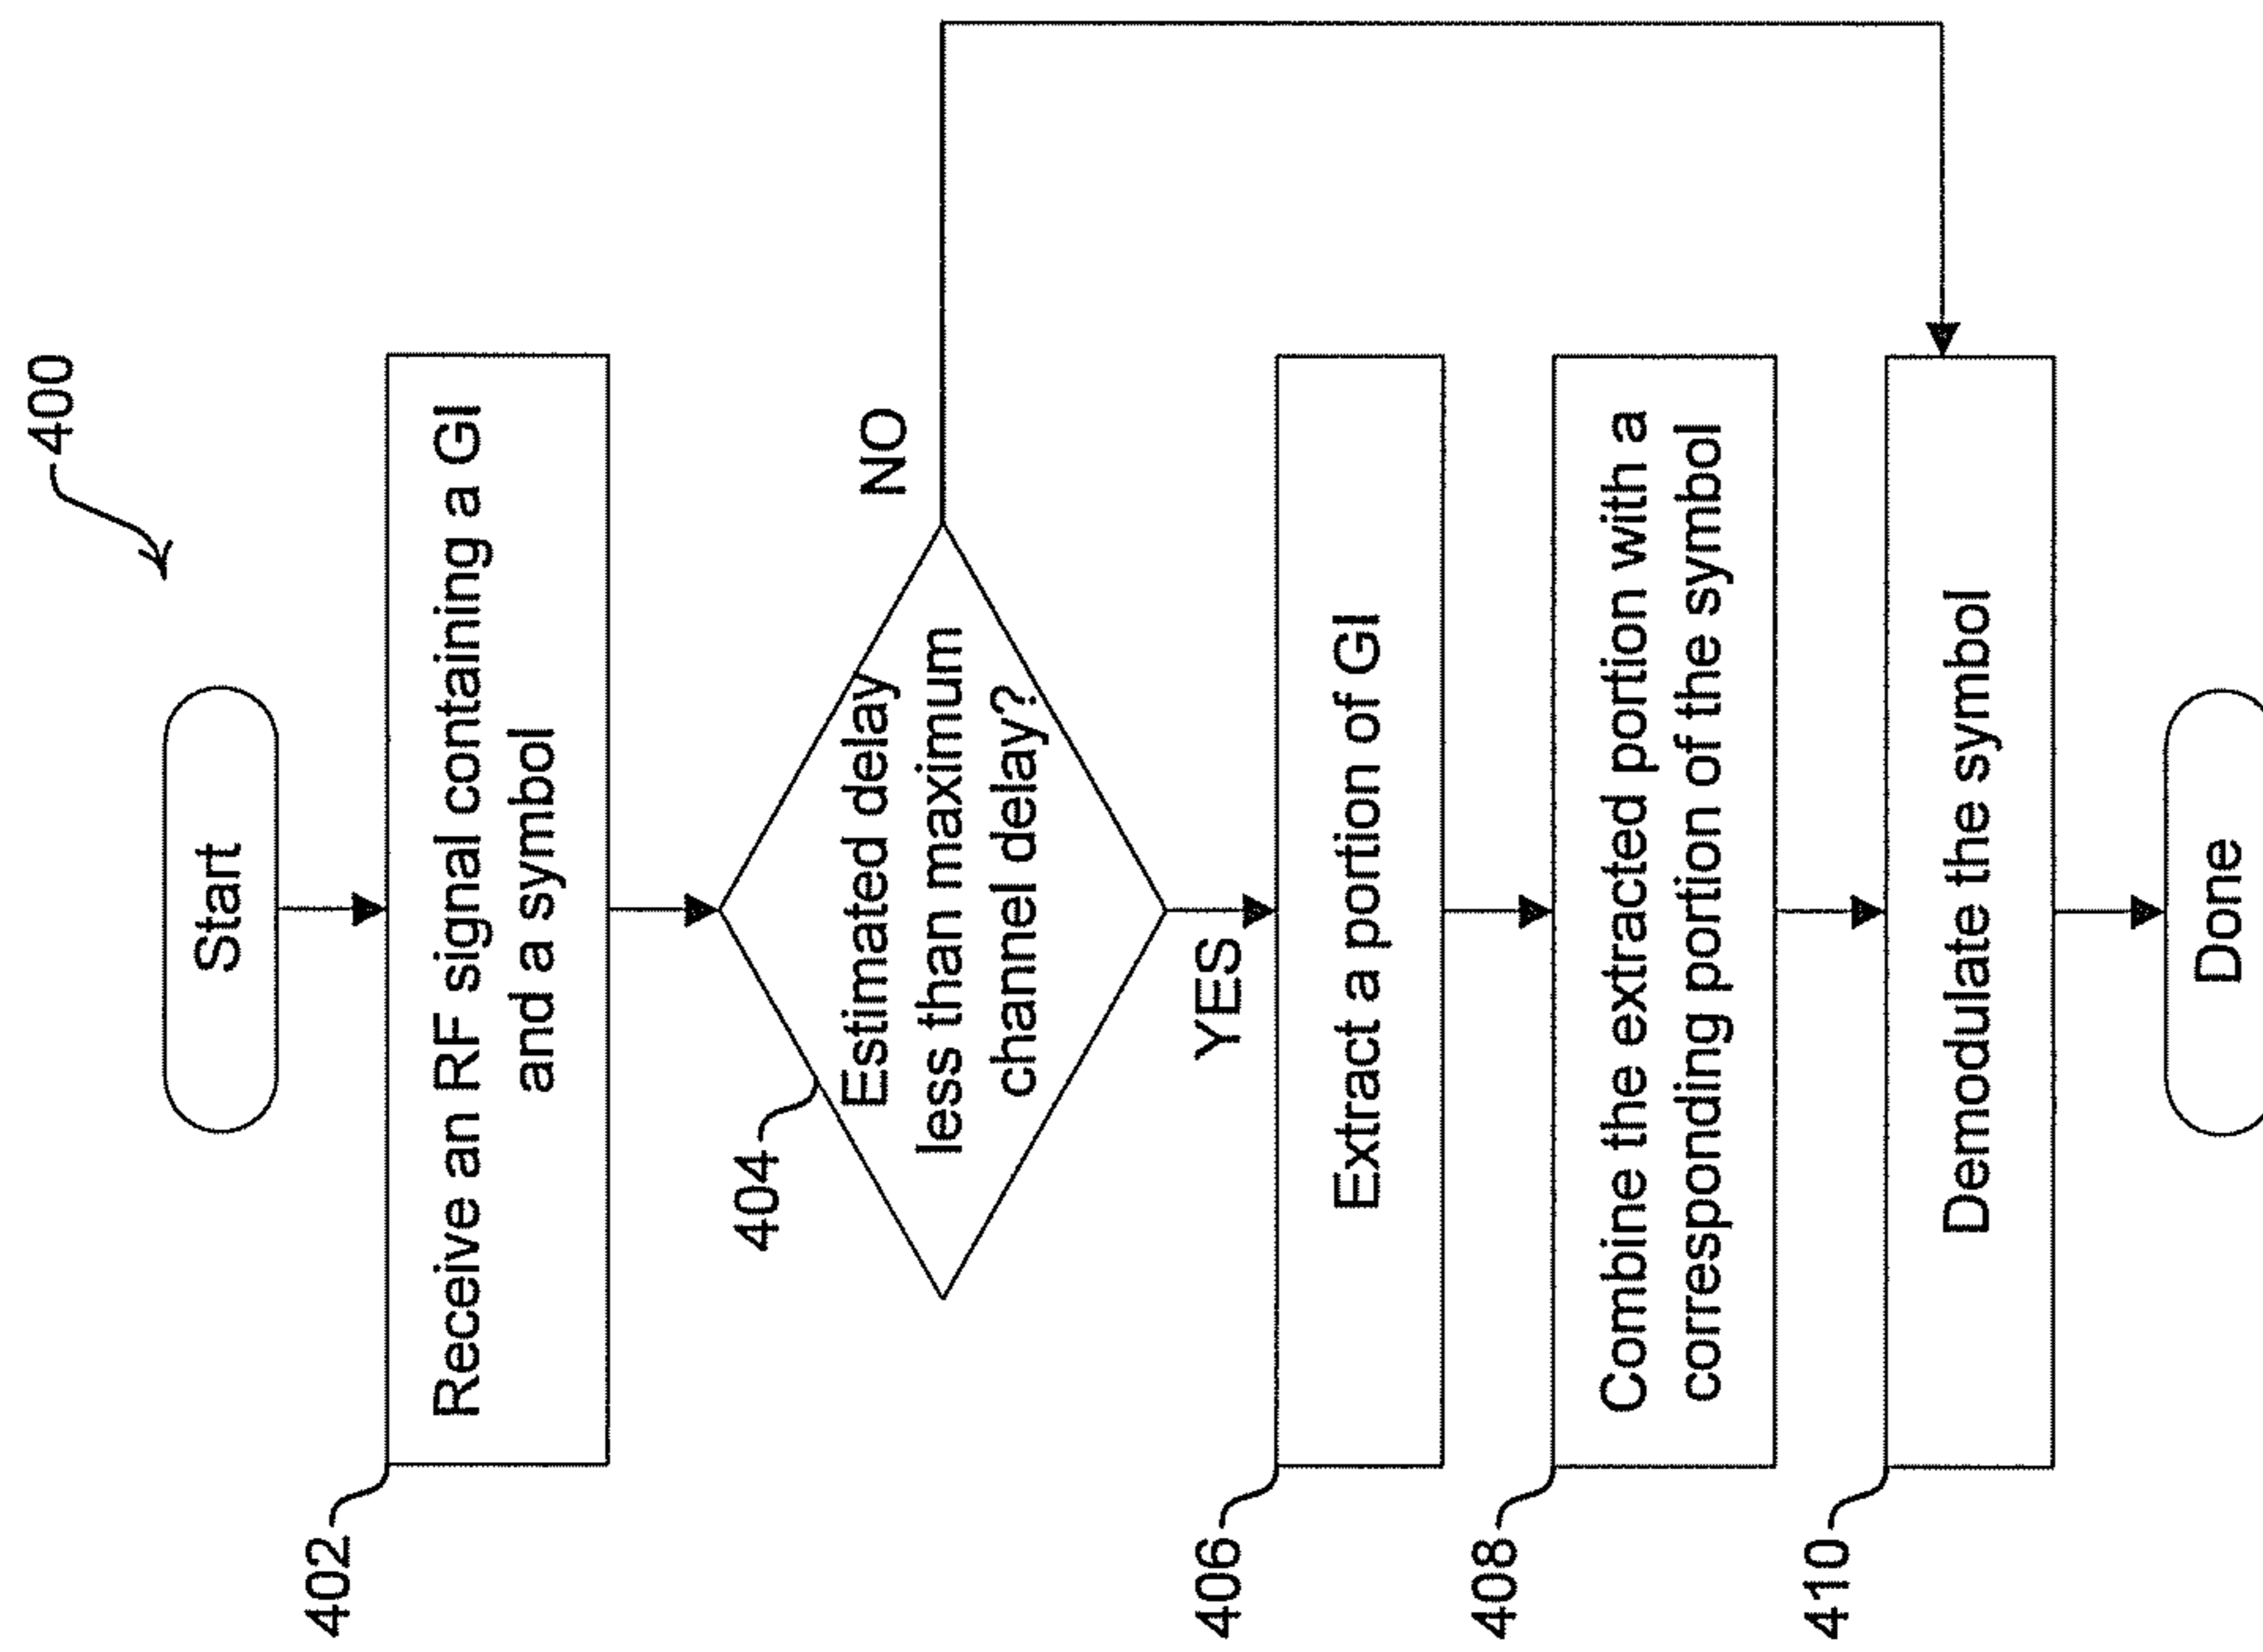 400
Start
402
Receive an RF signal containing a GI
and a symbol
404
Estimated delay
less than maximum
channel delay?
NO
YES
406
Extract a portion of GI
408
Combine the extracted portion with a
corresponding portion of the symbol
410
Demodulate the symbol
Done